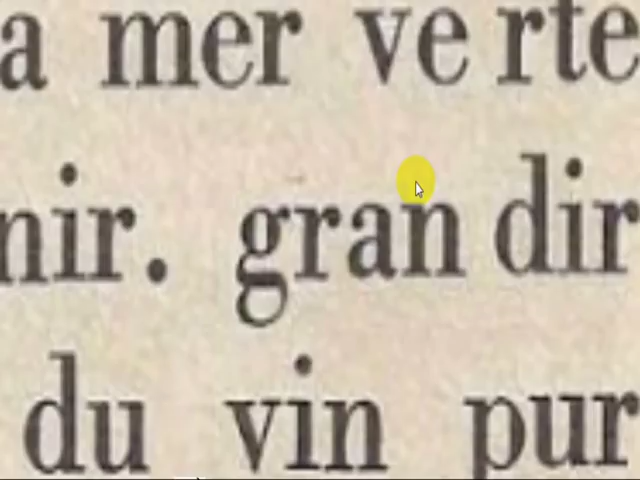 a mer ve rte
nir. gran dir
du vin pur